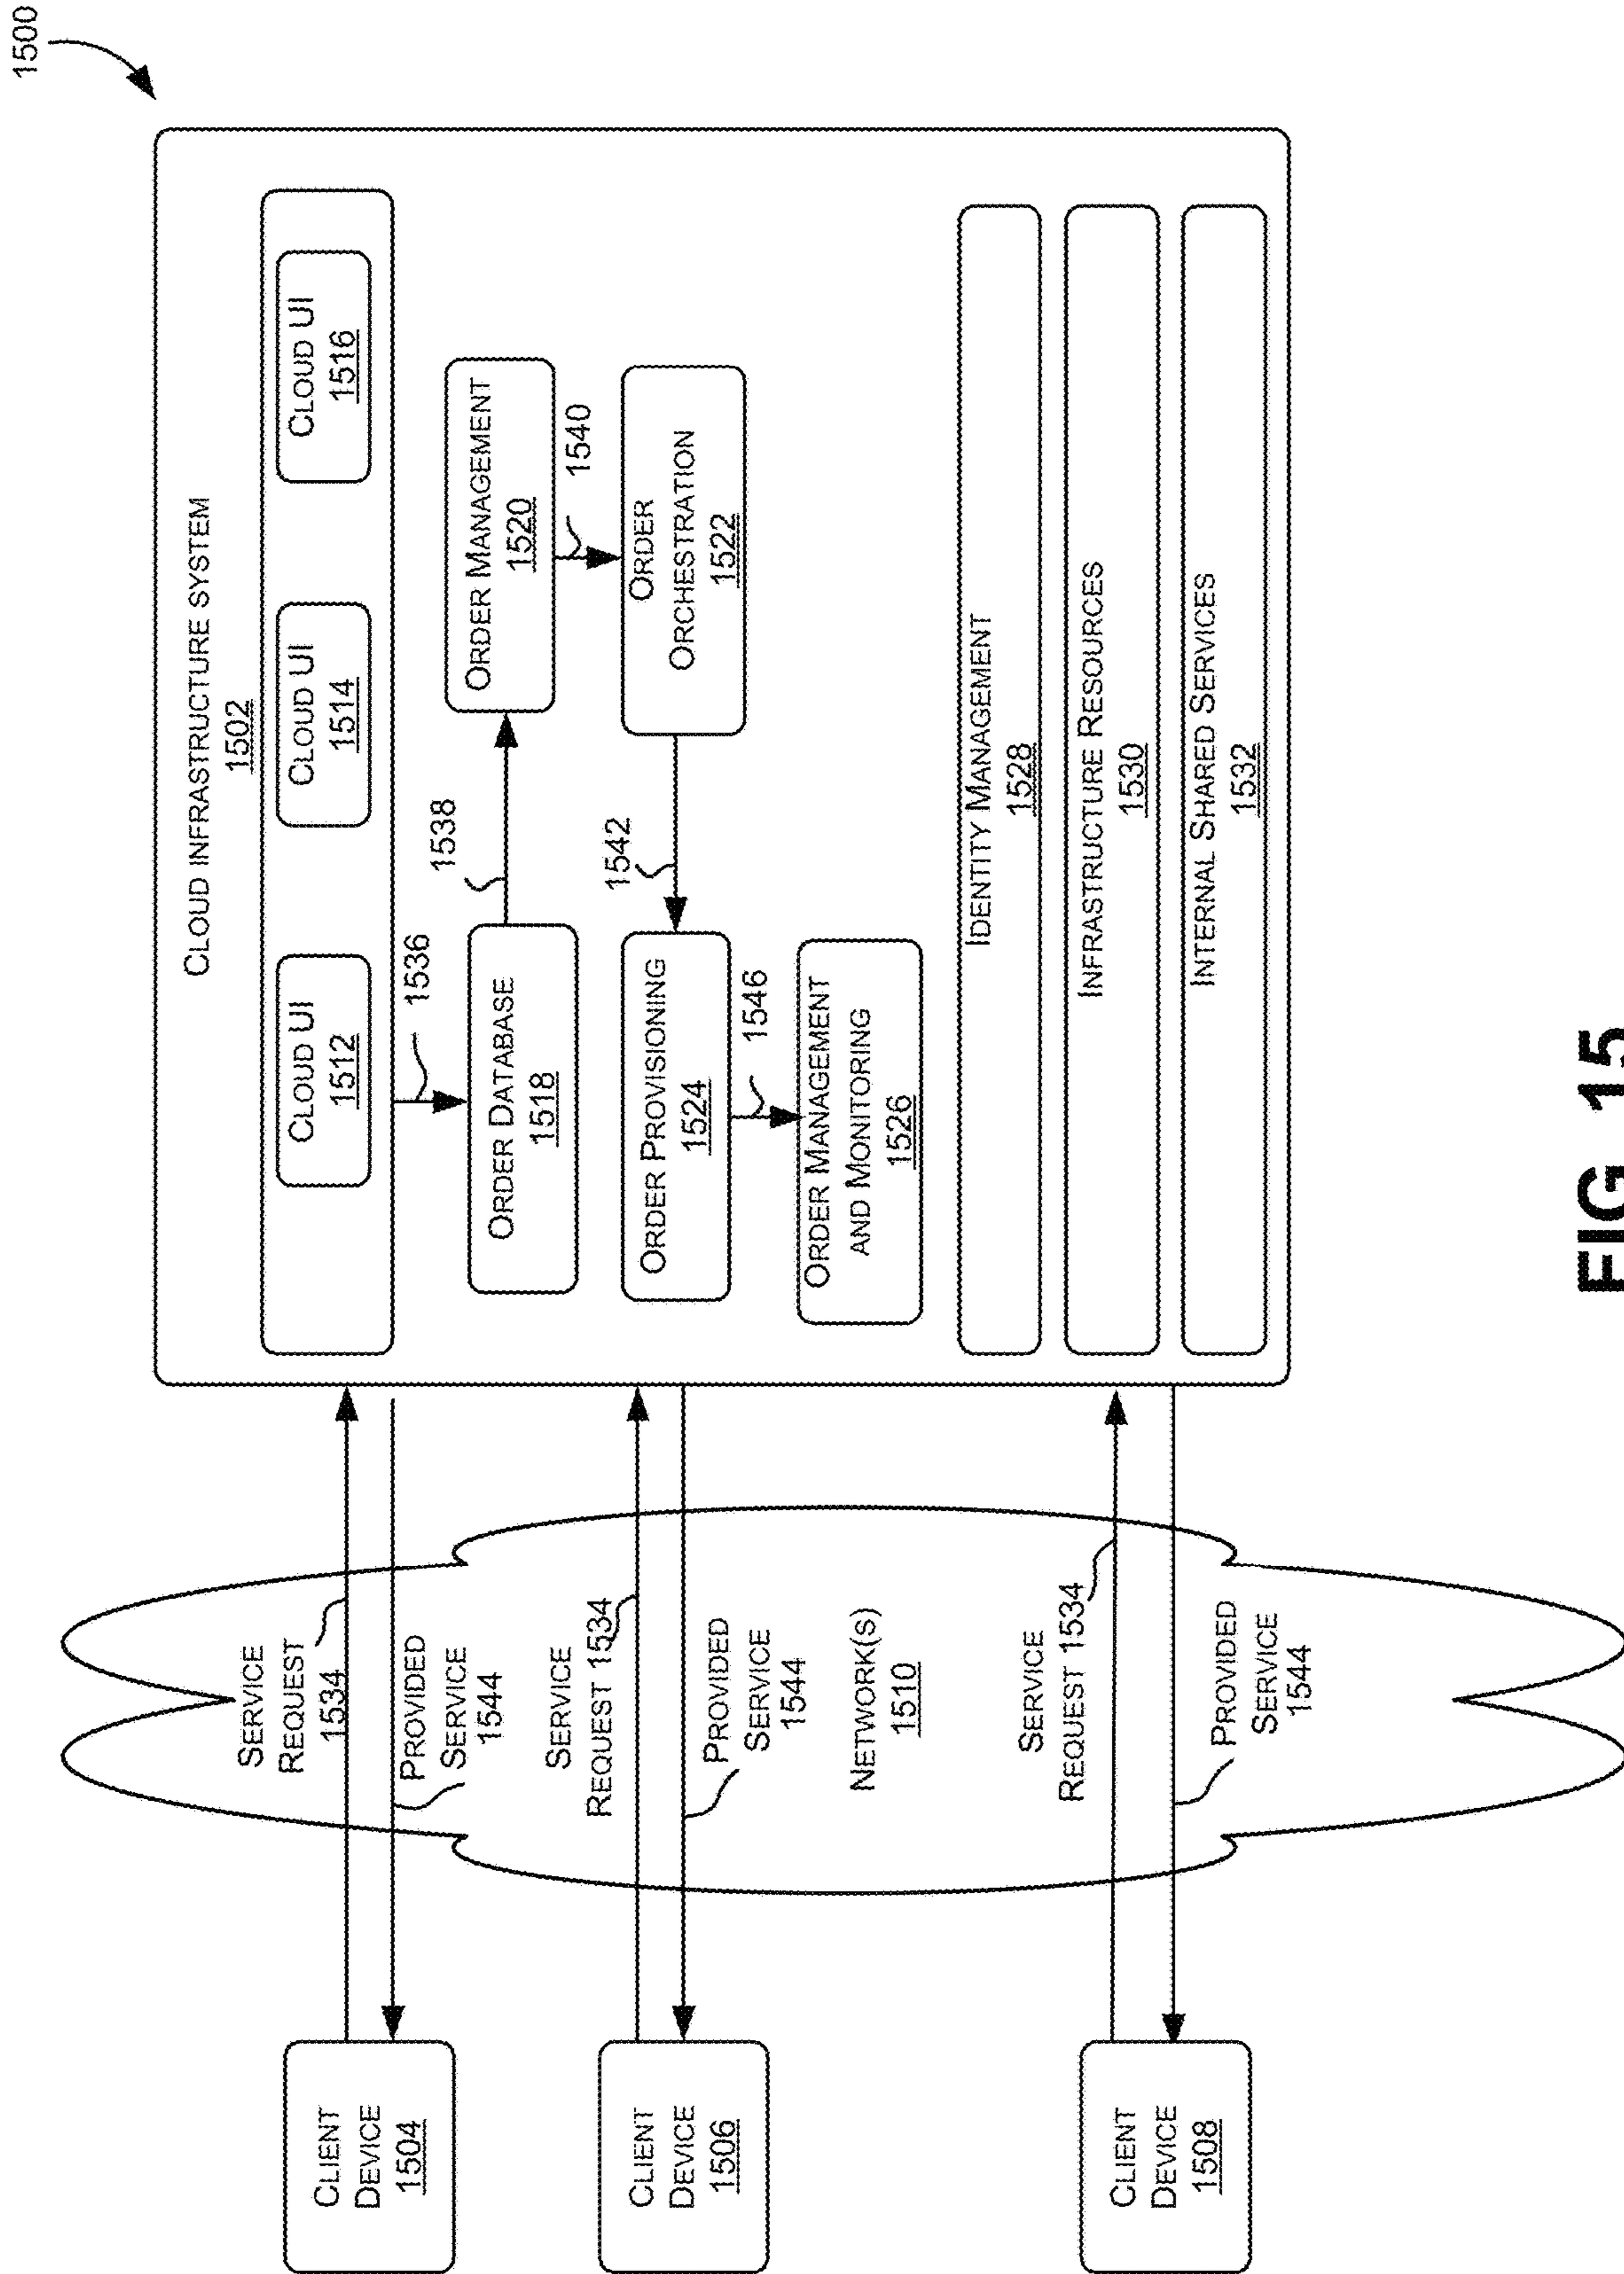 1500
CLOUD INFRASTRUCTURE SYSTEM
1502
CLOUD UI
1512
CLOUD UI
1514
CLOUD UI
1516
1536
ORDER DATABASE
1518
1538
ORDER MANAGEMENT
1520
1540
ORDER
ORCHESTRATION
1522
1542
ORDER PROVISIONING
1524
1546
ORDER MANAGEMENT
AND MONITORING
1526
IDENTITY MANAGEMENT
1528
INFRASTRUCTURE RESOURCES
1530
INTERNAL SHARED SERVICES
1532
CLIENT
DEVICE
1504
SERVICE
REQUEST
1534
PROVIDED
SERVICE
1544
CLIENT
DEVICE
1506
SERVICE
REQUEST 1534
PROVIDED
SERVICE
1544
NETWORK(S)
1510
CLIENT
DEVICE
1508
SERVICE
REQUEST 1534
PROVIDED
SERVICE
1544
FIG. 15